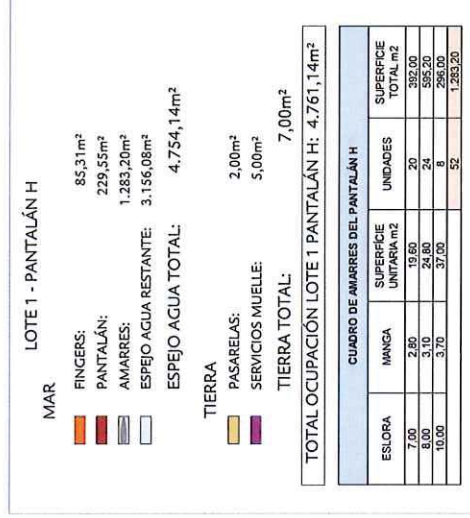 LOTE 1 - PANTALÁN H
MAR
FINGERS: 85,31m²
PANTALÁN: 229,55m²
AMARRES: 1.283,20m²
ESPEJO AGUA RESTANTE: 3.156,08m²
ESPEJO AGUA TOTAL: 4.754,14m²
TIERRA
PASARELAS: 2,00m²
SERVICIOS MUELLE: 5,00m²
TIERRA TOTAL: 7,00m²
TOTAL OCUPACIÓN LOTE 1 PANTALÁN H: 4.761,14m²
CUADRO DE AMARRES DEL PANTALÁN H
ESLORA MANGA SUPERFÍCIE UNITARIA m2 UNIDADES SUPERFICIE TOTAL m2
7,00 2,80 19,60 20 392,00
8,00 3,10 24,80 24 595,20
10,00 3,70 37,00 8 296,00
52 1.283,20